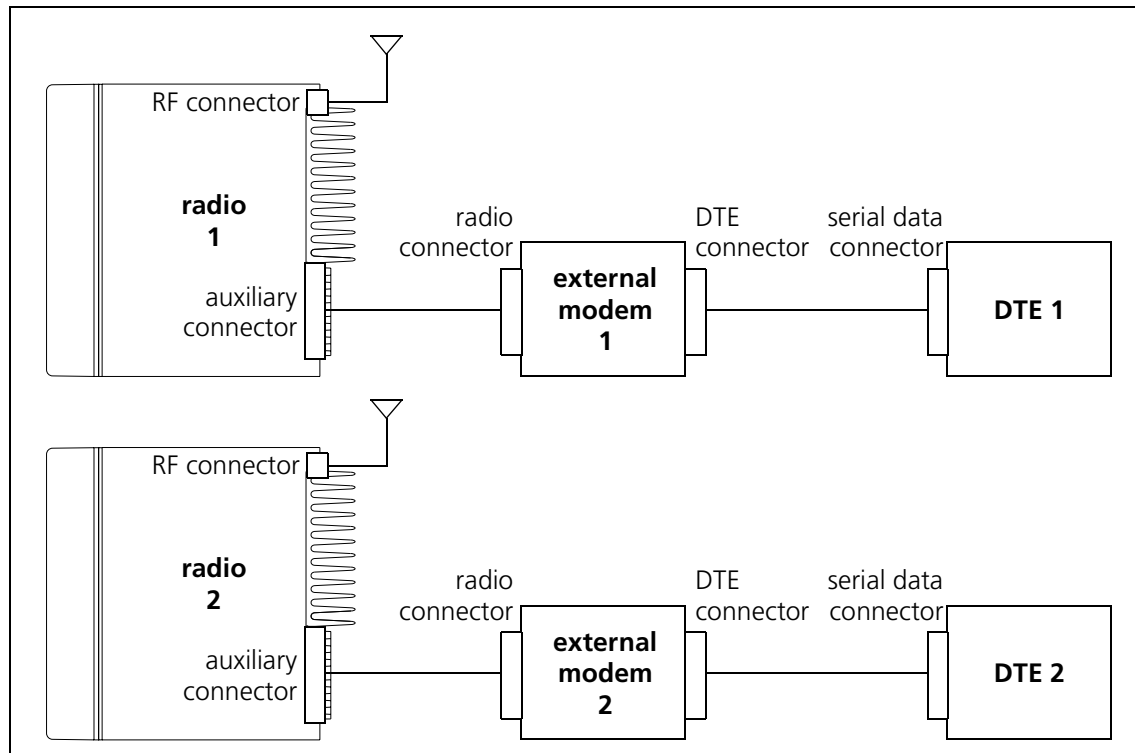 RF connector
radio
1
auxiliary
connector
radio
connector
external
modem
1
DTE
connector
serial data
connector
DTE 1
RF connector
radio
2
auxiliary
connector
radio
connector
external
modem
2
DTE
connector
serial data
connector
DTE 2